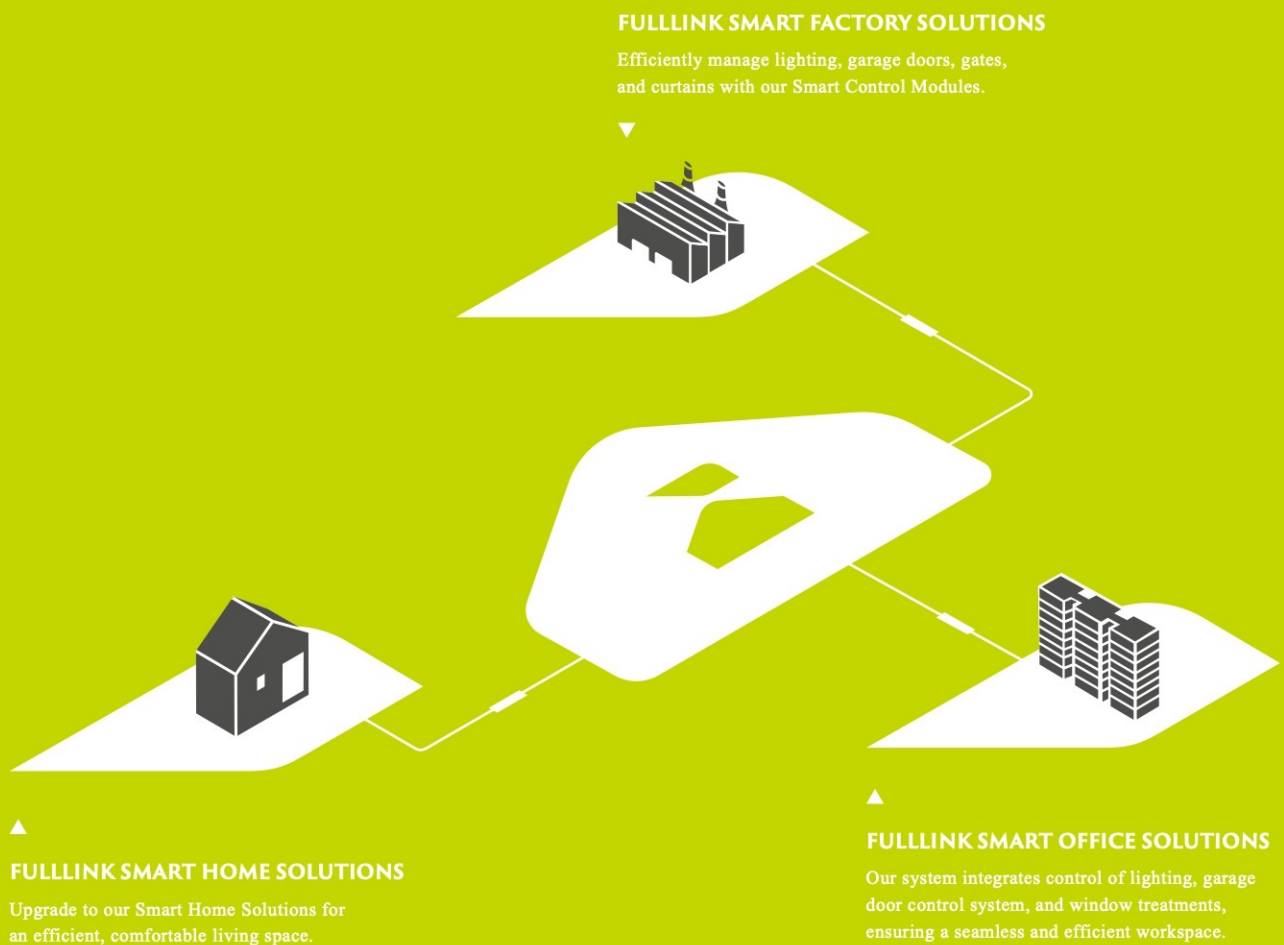 FULLLINK SMART FACTORY SOLUTIONS
Efficiently manage lighting, garage doors, gates,
and curtains with our Smart Control Modules.
FULLLINK SMART HOME SOLUTIONS
Upgrade to our Smart Home Solutions for
an efficient, comfortable living space.
FULLLINK SMART OFFICE SOLUTIONS
Our system integrates control of lighting, garage
door control system, and window treatments,
ensuring a seamless and efficient workspace.